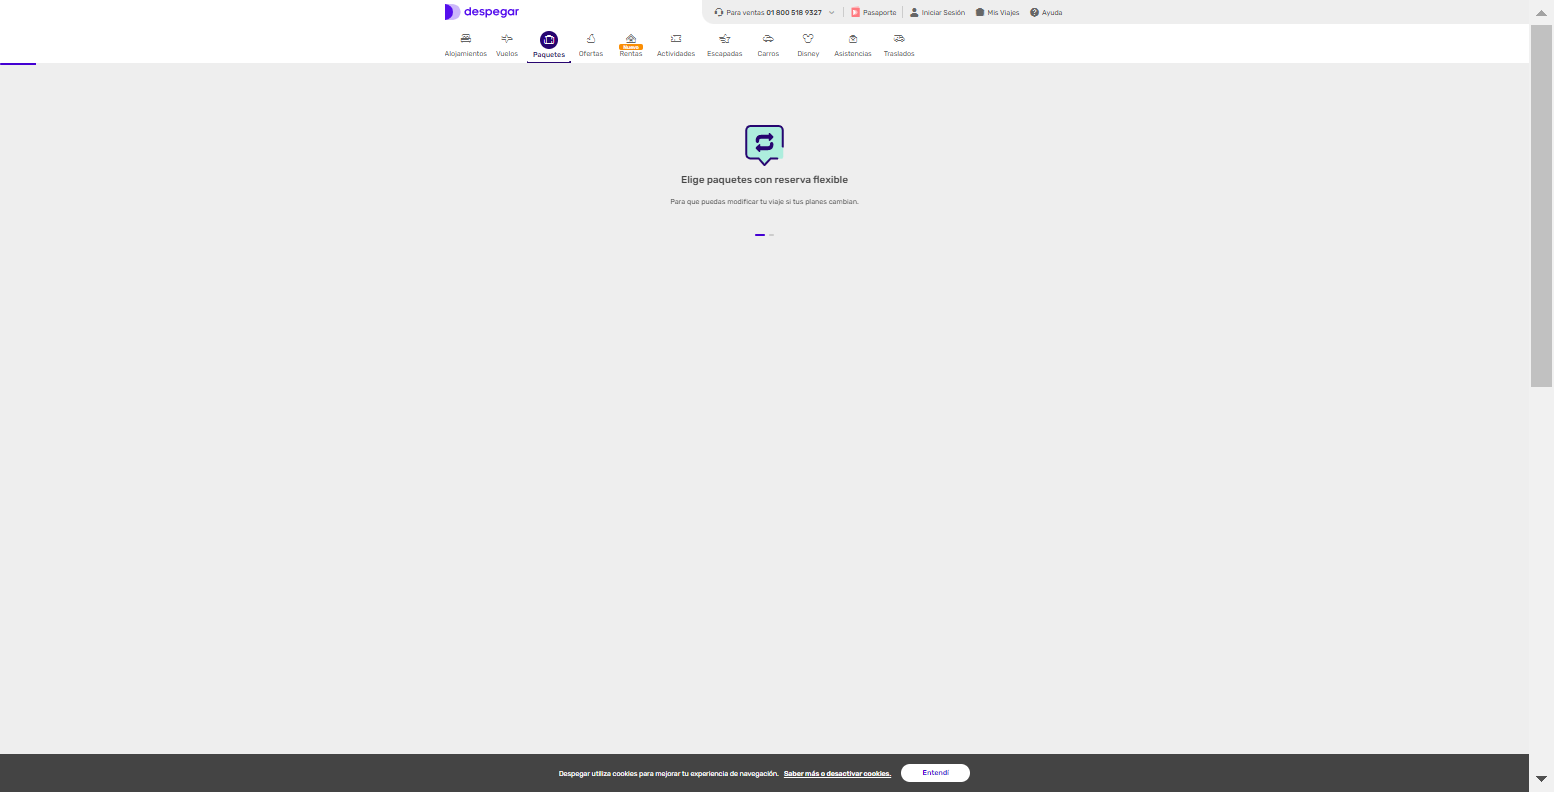 despegar
Para ventas 01 800 518 9327
Pasaporte
Iniciar Sesión
Mis Viajes
Ayuda
Alojamientos
Vuelos
Paquetes
Ofertas
Nuevo
Rentas
Actividades
Escapadas
Carros
Disney
Asistencias
Traslados
Elige paquetes con reserva flexible
Para que puedas modificar tu viaje si tus planes cambian.
Despegar utiliza cookies para mejorar tu experiencia de navegación. Saber más o desactivar cookies.
Entendí